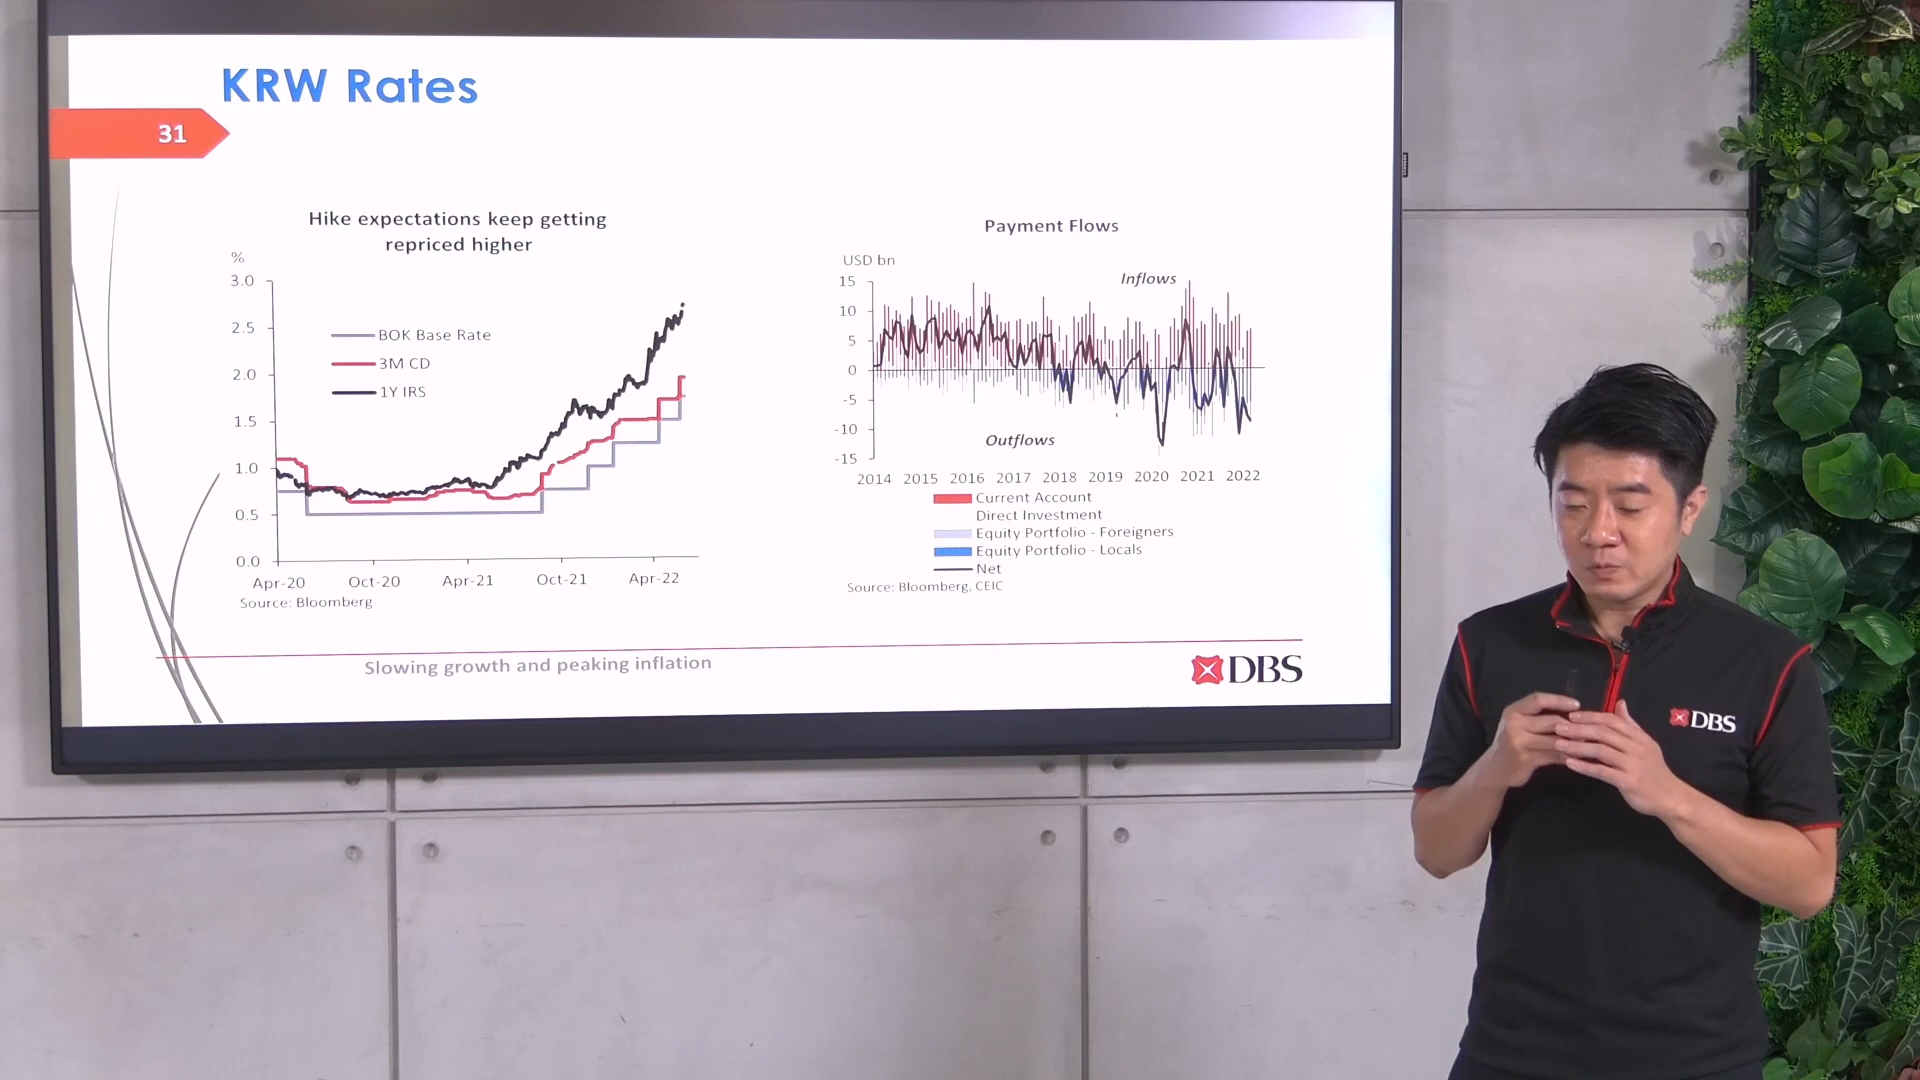 KRW Rates
31
Hike expectations keep getting
repriced higher
%
3.0
2.5
2.0
1.5
1.0
0.5
0.0
BOK Base Rate
3M CD
1Y IRS
Apr-20 Oct-20 Apr-21 Oct-21 Apr-22
Source: Bloomberg
Payment Flows
USD bn
15
10
5
0
-5
-10
-15
Inflows
Outflows
2014 2015 2016 2017 2018 2019 2020 2021 2022
Current Account
Direct Investment
Equity Portfolio - Foreigners
Equity Portfolio - Locals
Net
Source: Bloomberg, CEIC
Slowing growth and peaking inflation
DBS
DBS